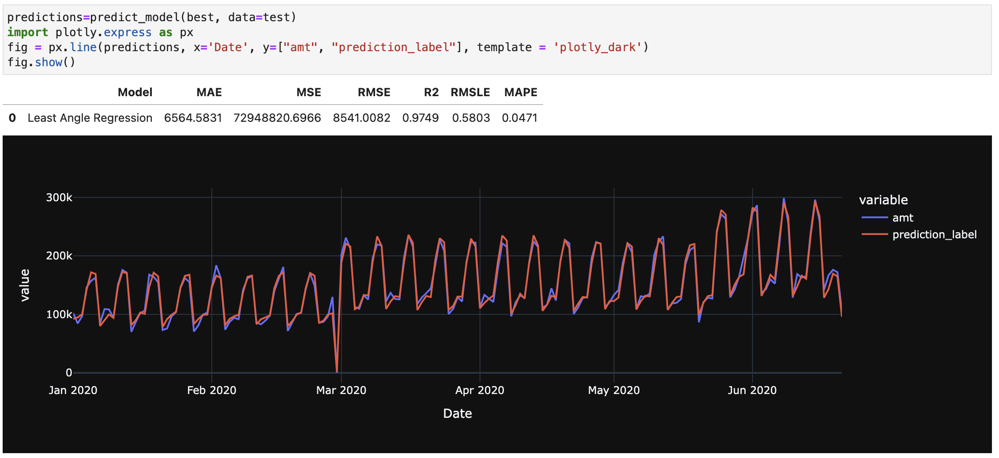 predictions=predict_model(best, data=test)
import plotly.express as px
fig = px.line(predictions, x='Date', y=["amt", "prediction_label"], template = 'plotly_dark')
fig.show()
Model MAE MSE RMSE R2 RMSLE MAPE
0 Least Angle Regression 6564.5831 72948820.6966 8541.0082 0.9749 0.5803 0.0471
300k
200k
100k
0
value
Jan 2020 Feb 2020 Mar 2020 Apr 2020 May 2020 Jun 2020
Date
variable
amt
prediction_label